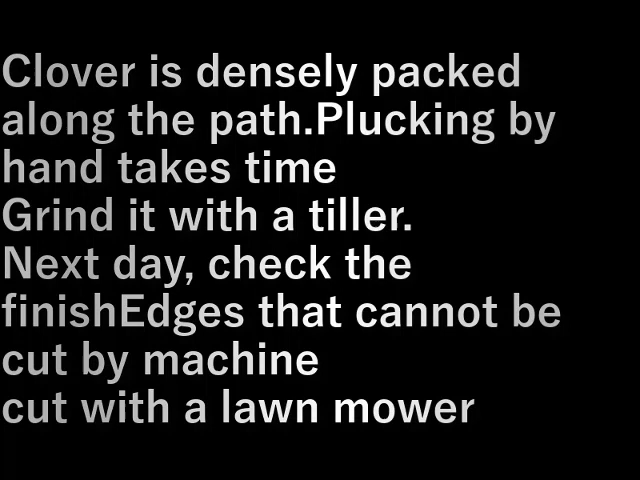 Clover is densely packed
along the path.Plucking by
hand takes time
Grind it with a tiller.
Next day, check the
finishEdges that cannot be
cut by machine
cut with a lawn mower